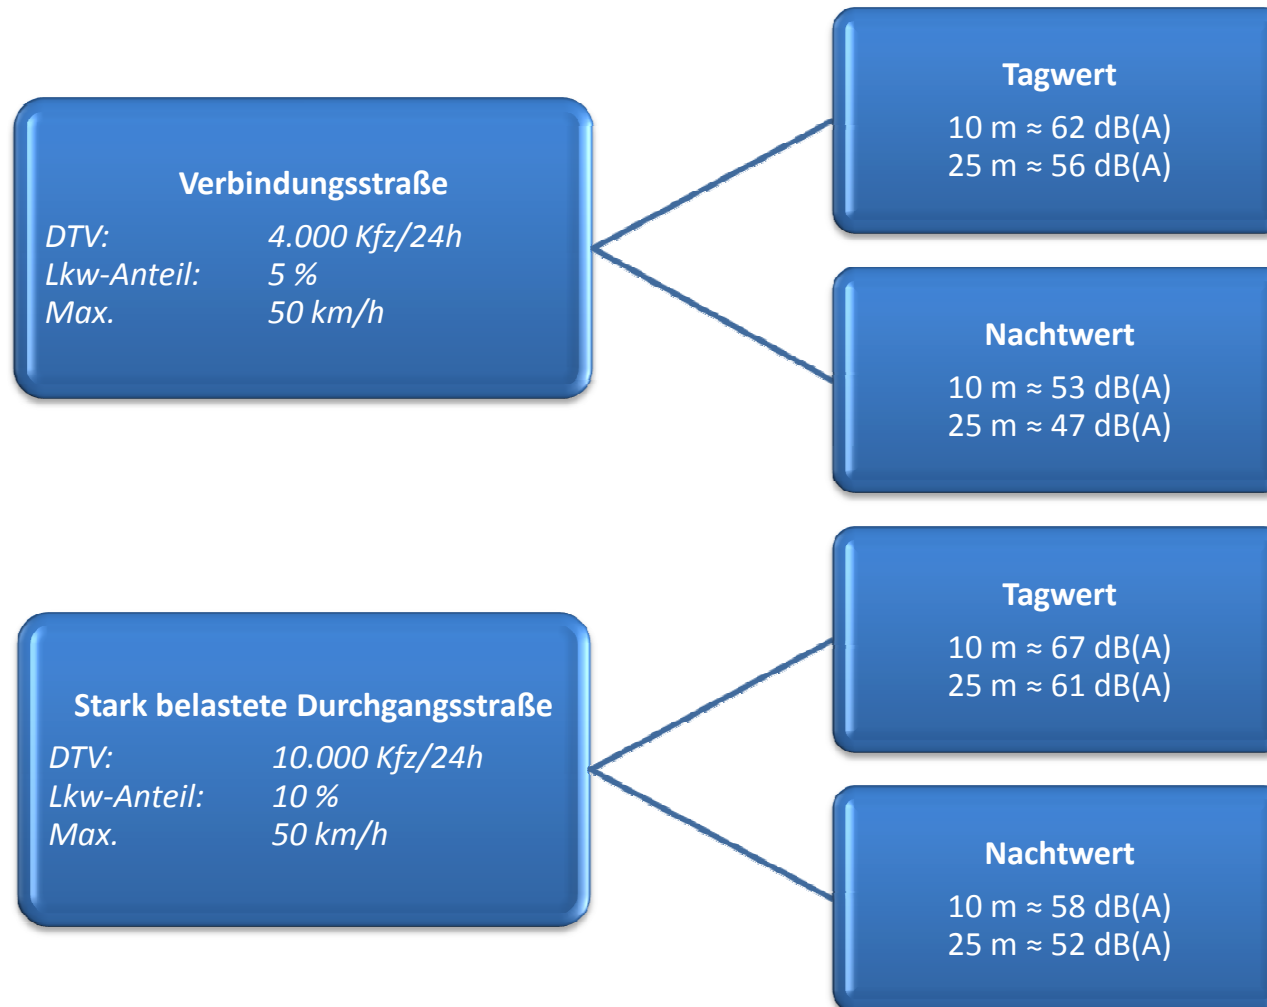 Verbindungsstraße
DTV: 4.000 Kfz/24h
Lkw-Anteil: 5 %
Max. 50 km/h
Tagwert
10 m ≈ 62 dB(A)
25 m ≈ 56 dB(A)
Nachtwert
10 m ≈ 53 dB(A)
25 m ≈ 47 dB(A)
Stark belastete Durchgangsstraße
DTV: 10.000 Kfz/24h
Lkw-Anteil: 10 %
Max. 50 km/h
Tagwert
10 m ≈ 67 dB(A)
25 m ≈ 61 dB(A)
Nachtwert
10 m ≈ 58 dB(A)
25 m ≈ 52 dB(A)